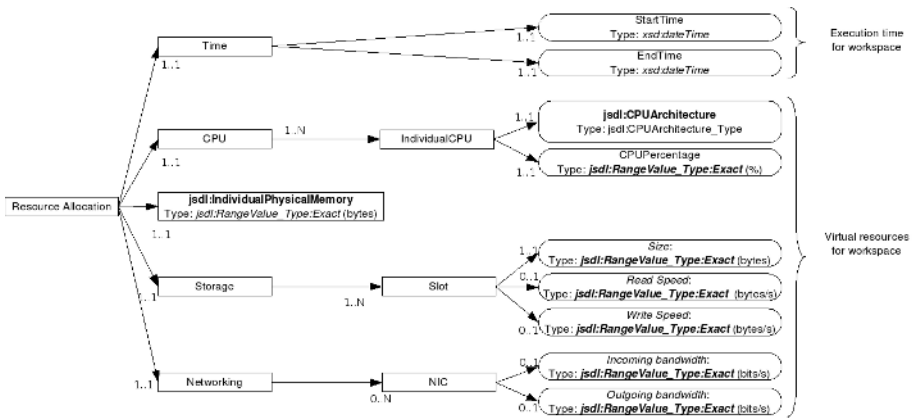 StartTime
Type: xsd:dateTime
1..1
Time
1..1
EndTime
Type: xsd:dateTime
1..1
Execution time
for workspace
CPU
1..1
1..N
IndividualCPU
1..1
jsdl:CPUArchitecture
Type: jsdl:CPUArchitecture_Type
CPUPercentage
Type: jsdl:RangeValue_Type:Exact (%)
1..1
Resource Allocation
jsdl:IndividualPhysicalMemory
Type: jsdl:RangeValue_Type:Exact (bytes)
1..1
Virtual resources
for workspace
Storage
1..1
1..N
Slot
1..1
Size:
Type: jsdl:RangeValue_Type:Exact (bytes)
0..1
Read Speed:
Type: jsdl:RangeValue_Type:Exact (bytes/s)
Write Speed:
Type: jsdl:RangeValue_Type:Exact (bytes/s)
0..1
Networking
1..1
0..N
NIC
0..1
Incoming bandwidth:
Type: jsdl:RangeValue_Type:Exact (bits/s)
Outgoing bandwidth:
Type: jsdl:RangeValue_Type:Exact (bits/s)
0..1